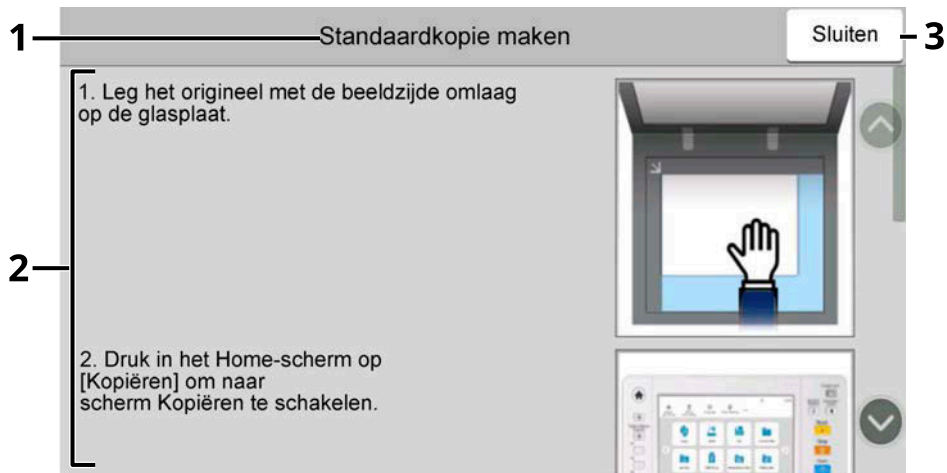 1
Standaardkopie maken
Sluiten
3
1. Leg het origineel met de beeldzijde omlaag
op de glasplaat.
2
2. Druk in het Home-scherm op
[Kopiëren] om naar
scherm Kopiëren te schakelen.